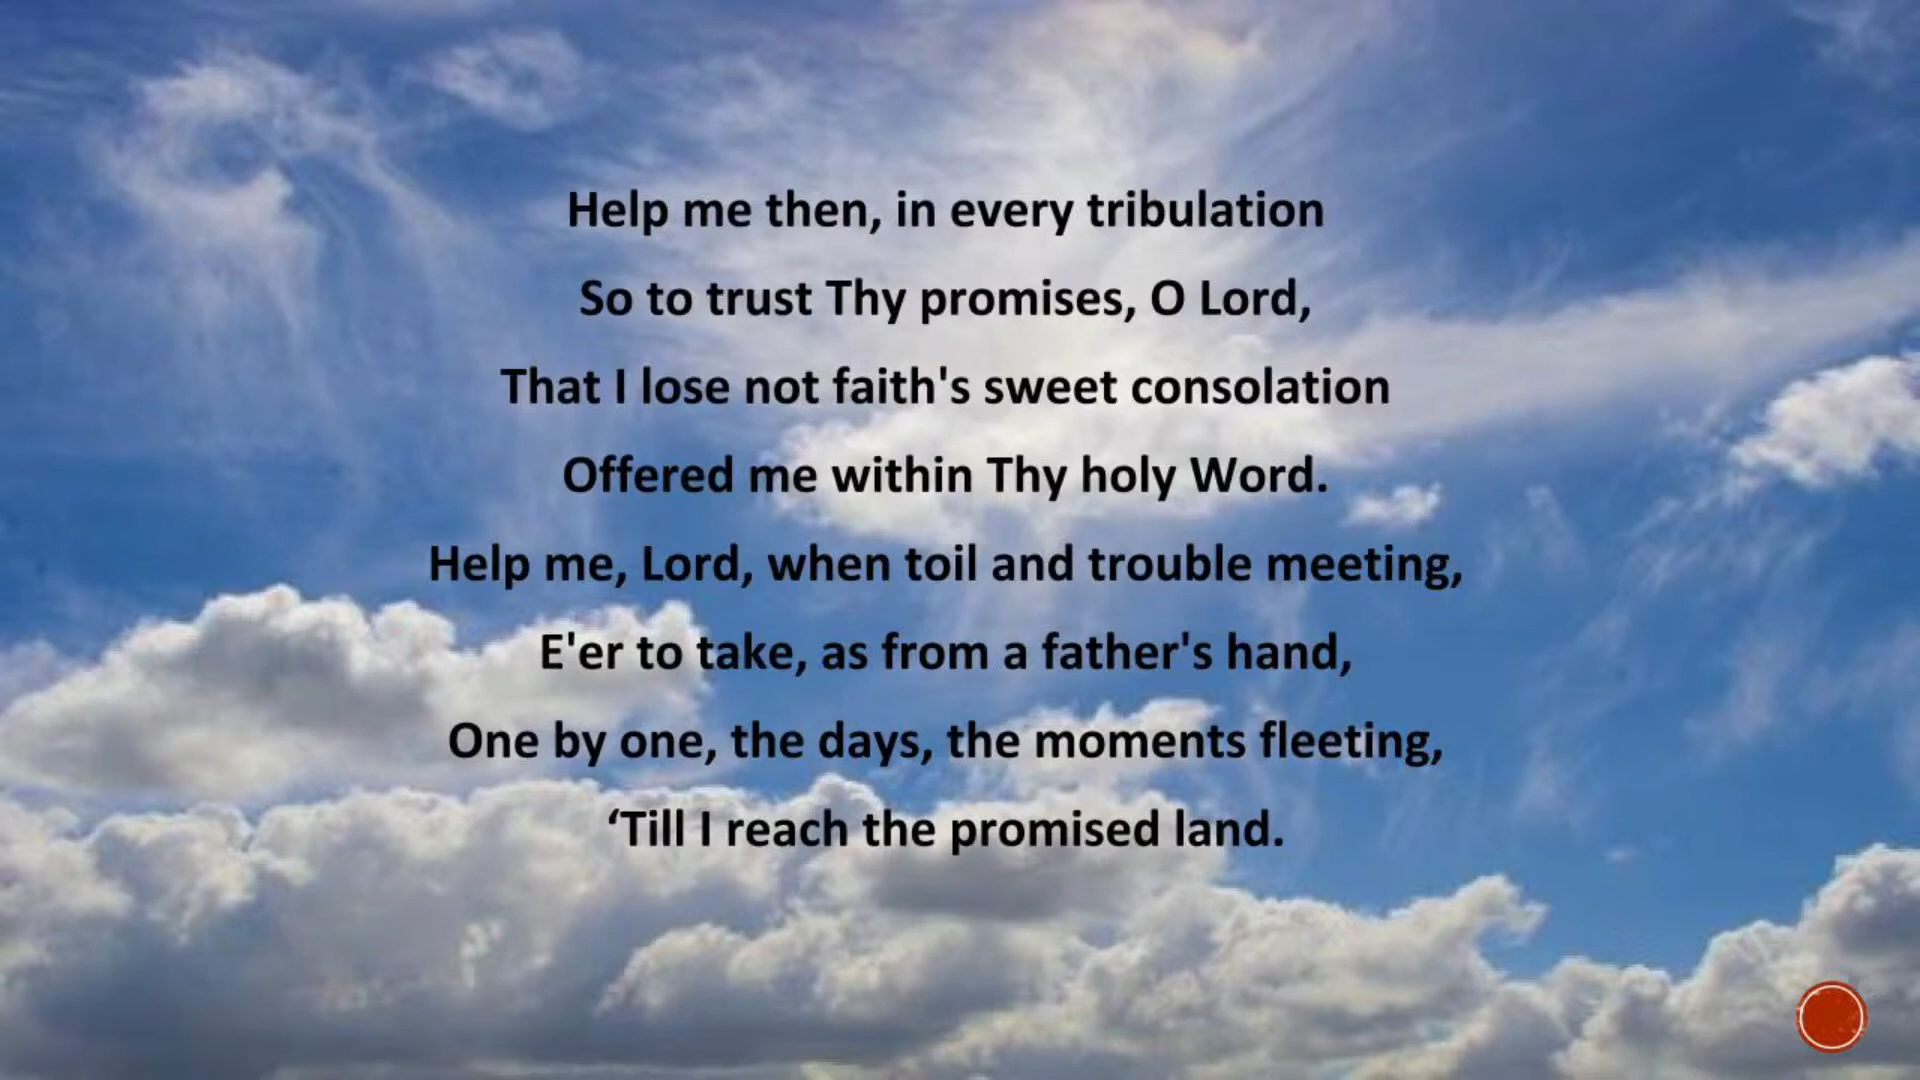 Help me then, in every tribulation
So to trust Thy promises, O Lord,
That I lose not faith's sweet consolation
Offered me within Thy holy Word.
Help me, Lord, when toil and trouble meeting,
E'er to take, as from a father's hand,
One by one, the days, the moments fleeting,
‘Till I reach the promised land.